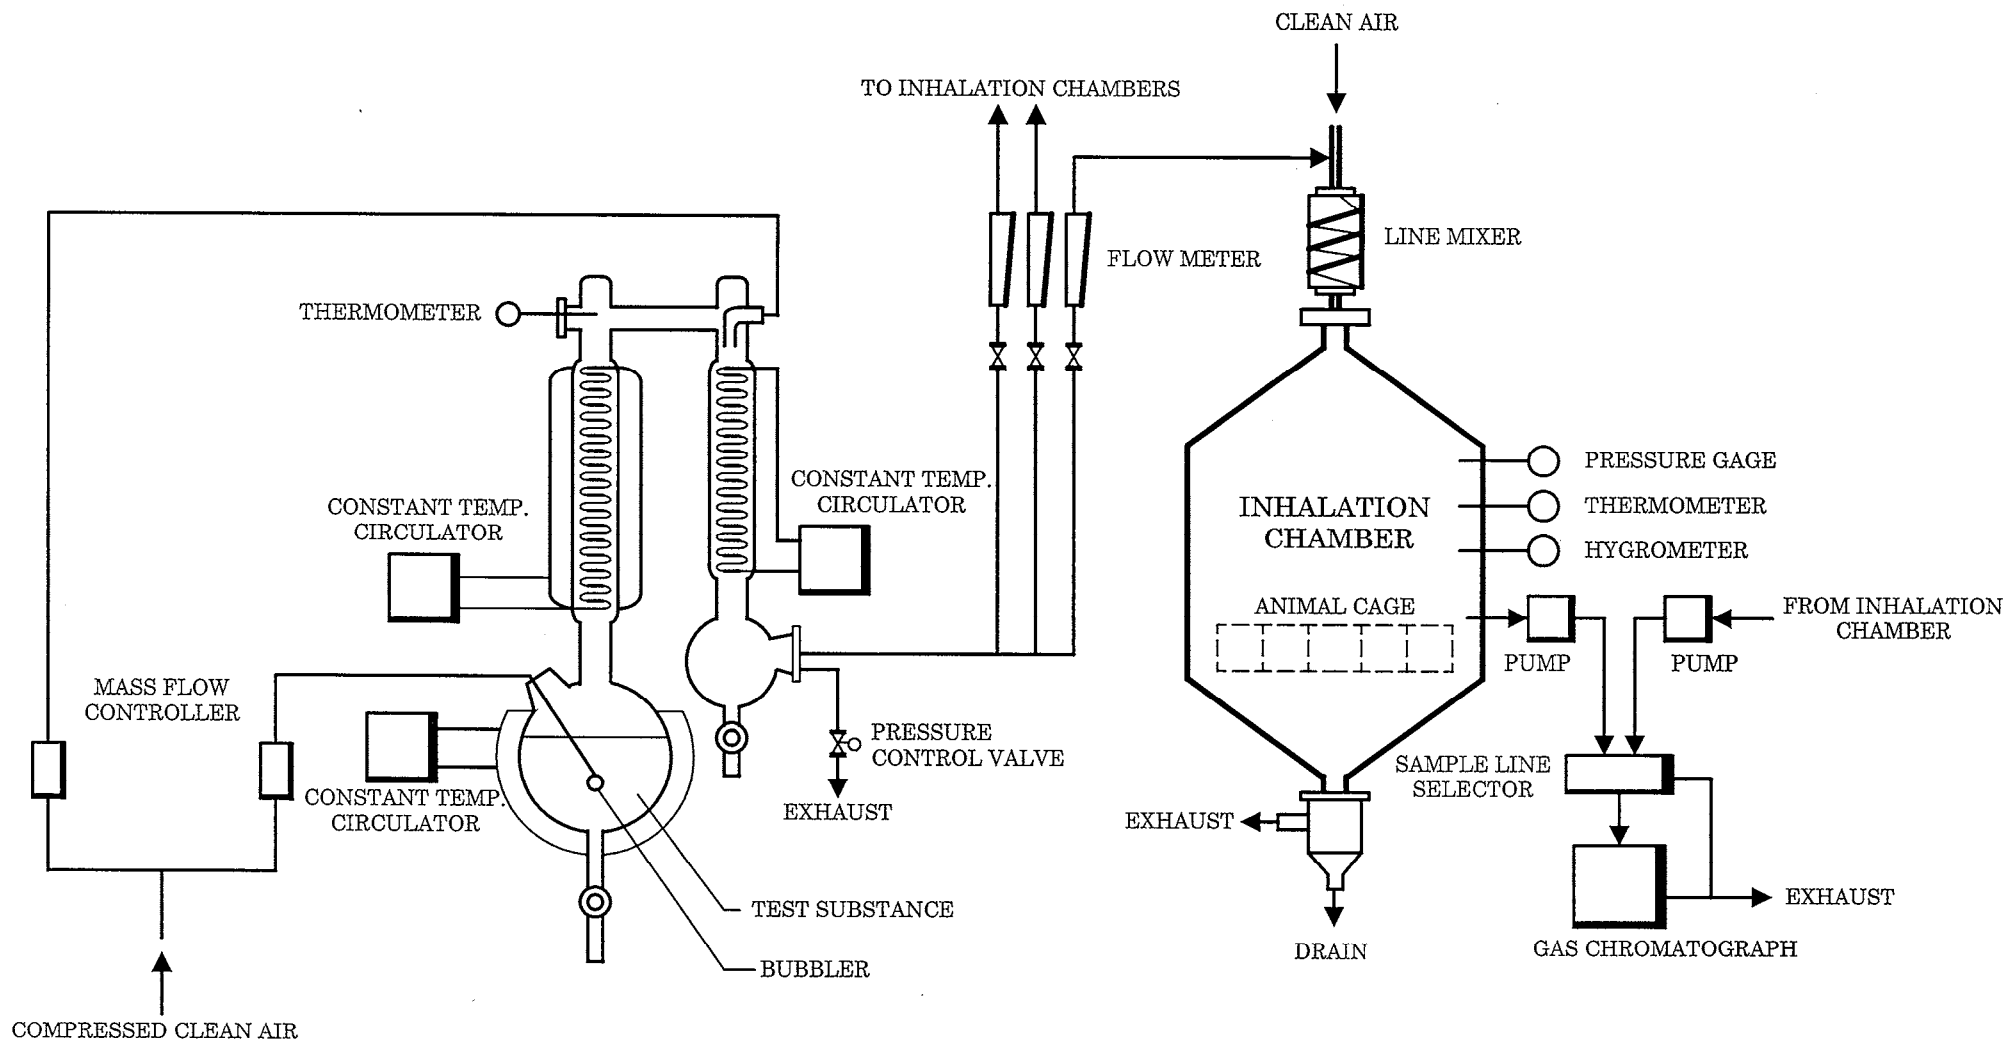 CLEAN AIR
TO INHALATION CHAMBERS
LINE MIXER
FLOW METER
THERMOMETER
PRESSURE GAGE
CONSTANT TEMP.
CIRCULATOR
THERMOMETER
INHALATION
CHAMBER
CONSTANT TEMP.
CIRCULATOR
HYGROMETER
ANIMAL CAGE
FROM INHALATION
CHAMBER
PUMP
PUMP
MASS FLOW
CONTROLLER
PRESSURE
CONTROL VALVE
SAMPLE LINE
SELECTOR
CONSTANT TEMP.
CIRCULATOR
EXHAUST
EXHAUST
EXHAUST
TEST SUBSTANCE
GAS CHROMATOGRAPH
DRAIN
BUBBLER
COMPRESSED CLEAN AIR